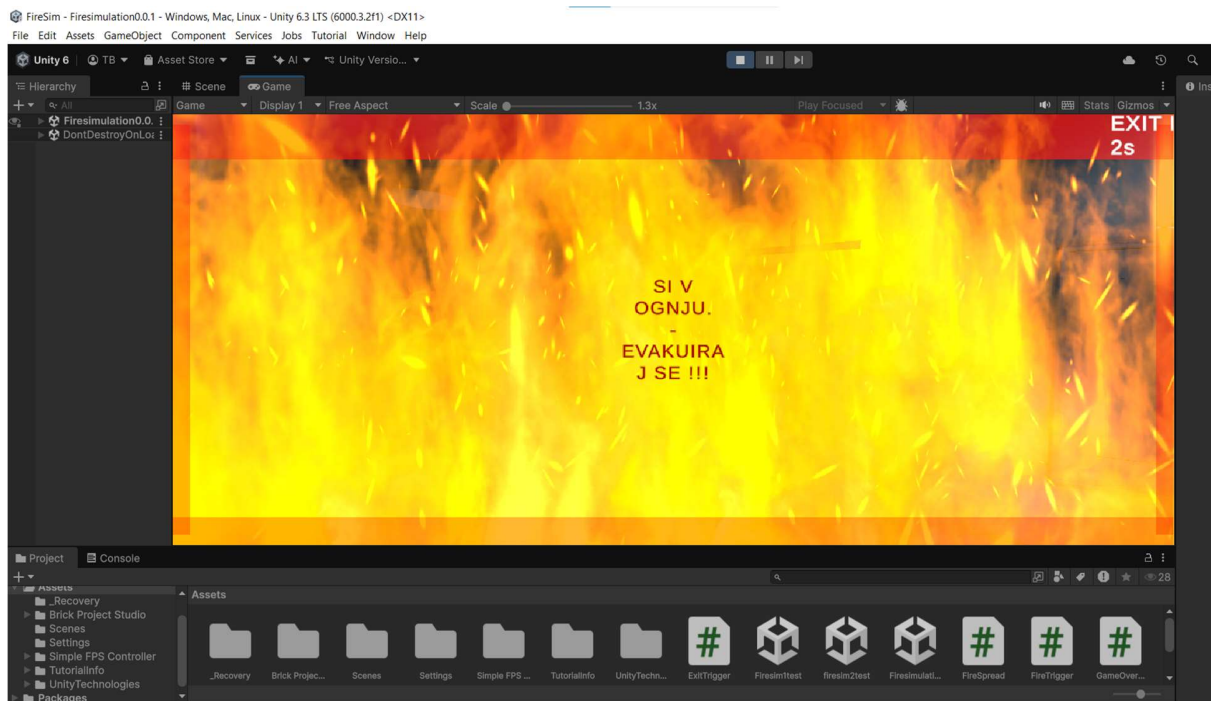 FireSim - Firesimulation0.0.1 - Windows, Mac, Linux - Unity 6.3 LTS (6000.3.2f1) <DX11>
File Edit Assets GameObject Component Services Jobs Tutorial Window Help
Unity 6 TB Asset Store AI Unity Versio...
Hierarchy Scene Game Ins
All Game Display 1 Free Aspect Scale 1.3x Play Focused Stats Gizmos
Firesimulation0.0.
DontDestroyOnLoa
EXIT
2s
SI V
OGNJU.
-
EVAKUIRA
J SE !!!
Project Console
28
Assets
_Recovery
Brick Project Studio
Scenes
Settings
Simple FPS Controller
TutorialInfo
UnityTechnologies
Packages
Assets
_Recovery Brick Projec... Scenes Settings Simple FPS ... TutorialInfo UnityTechn... ExitTrigger Firesim1test firesim2test Firesimulati... FireSpread FireTrigger GameOver...